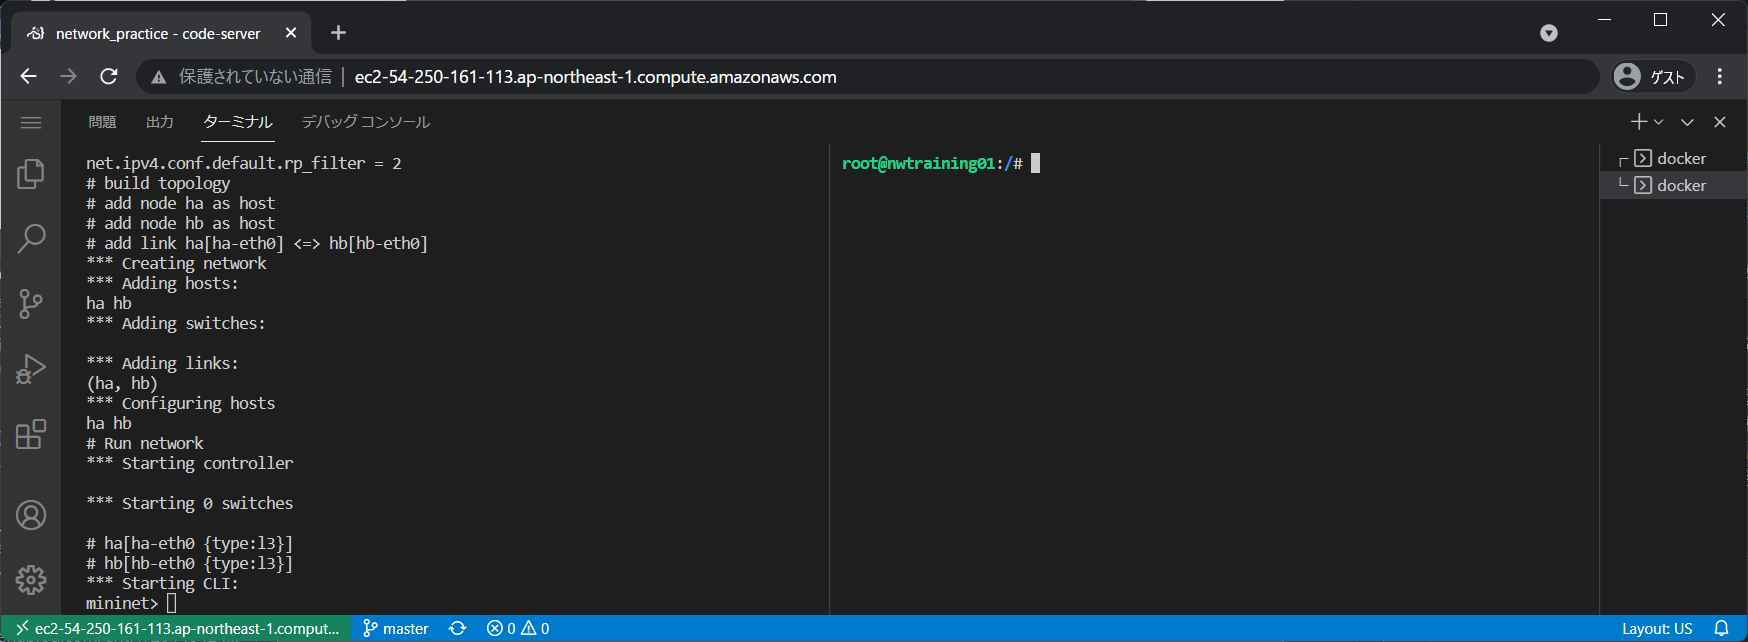 network_practice - code-server
保護されていない通信
ec2-54-250-161-113.ap-northeast-1.compute.amazonaws.com
ゲスト
問題
出力
ターミナル
デバッグ コンソール
net.ipv4.conf.default.rp_filter = 2
# build topology
# add node ha as host
# add node hb as host
# add link ha[ha-eth0] <=> hb[hb-eth0]
*** Creating network
*** Adding hosts:
ha hb
*** Adding switches:
*** Adding links:
(ha, hb)
*** Configuring hosts
ha hb
# Run network
*** Starting controller
*** Starting 0 switches
# ha[ha-eth0 {type:l3}]
# hb[hb-eth0 {type:l3}]
*** Starting CLI:
mininet>
root@nwtraining01:/#
docker
docker
ec2-54-250-161-113.ap-northeast-1.comput...
master
0
0
Layout: US